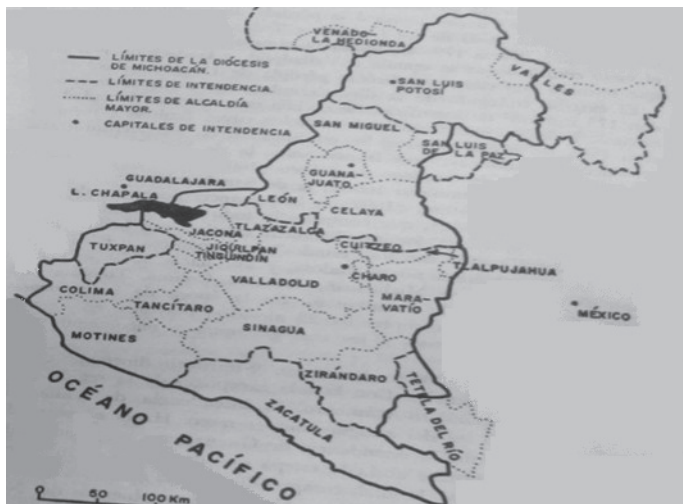 VENADO-
LA HEDIONDA
LÍMITES DE LA DIÓCESIS
DE MICHOACÁN.
LÍMITES DE INTENDENCIA.
LÍMITES DE ALCALDÍA
MAYOR.
CAPITALES DE INTENDENCIA
SAN LUIS
POTOSÍ
VALLES
SAN MIGUEL
SAN LUIS
DE LA PAZ
GUANA-
JUATO
GUADALAJARA
L. CHAPALA
LEÓN
CELAYA
JACONA
TLAZAZALCA
TUXPAN
JIQUILPAN
TINGUINDÍN
CUITZEO
TLALPUJAHUA
CHARO
VALLADOLID
MARA-
VATÍO
COLIMA
TANCÍTARO
MÉXICO
MOTINES
SINAGUA
ZIRÁNDARO
TETELA DEL RÍO
ZACATULA
OCÉANO PACÍFICO
0 50 100 Km